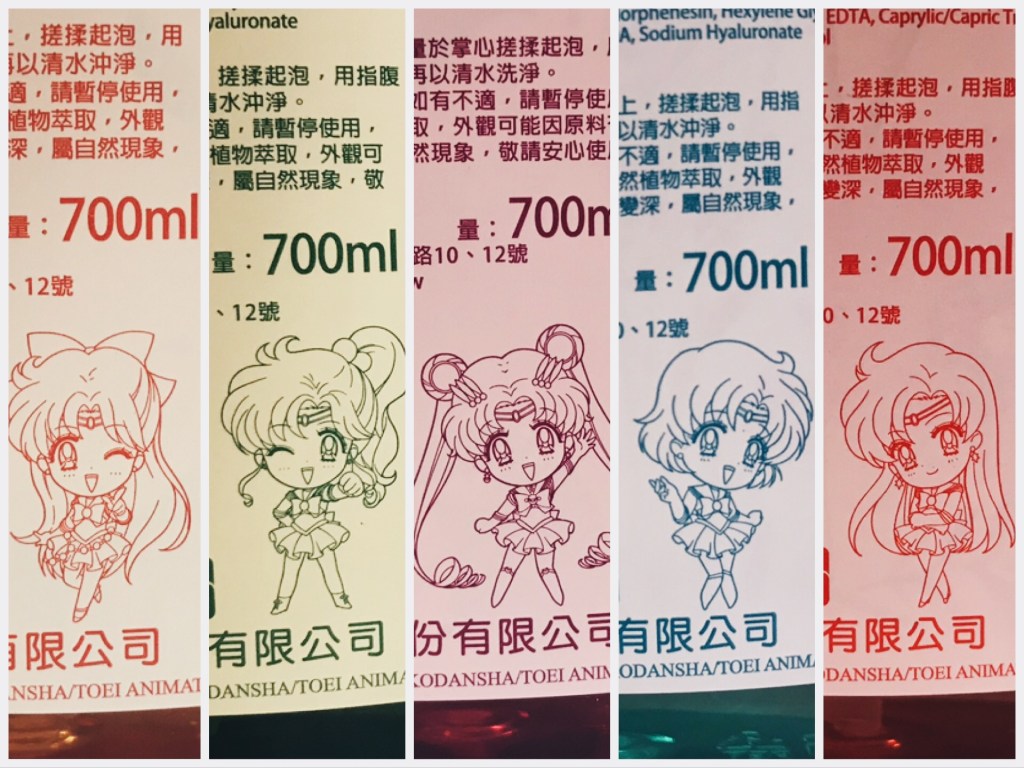 上，搓揉起泡，用
再以清水沖淨。
適，請暫停使用，
植物萃取，外觀
深，屬自然現象，
量：700ml
、12號
有限公司
ANSHA/TOEI ANIMAT
yaluronate
搓揉起泡，用指腹
清水沖淨。
適，請暫停使用，
植物萃取，外觀可
，屬自然現象，敬
量：700ml
、12號
有限公司
ODANSHA/TOEI ANIMA
量於掌心搓揉起泡，
再以清水洗淨。
如有不適，請暫停使
取，外觀可能因原料
然現象，敬請安心使
量：700m
路10、12號
w
份有限公司
KODANSHA/TOEI ANIM
orphenesin, Hexylene Gly
A, Sodium Hyaluronate
上，搓揉起泡，用指
以清水沖淨。
不適，請暫停使用，
然植物萃取，外觀
變深，屬自然現象，
量：700ml
0、12號
有限公司
KODANSHA/TOEI ANIMA
EDTA, Caprylic/Capric Tr
ol
上，搓揉起泡，用指腹
以清水沖淨。
不適，請暫停使用，
然植物萃取，外觀
變深，屬自然現象，
量：700ml
0、12號
有限公司
ODANSHA/TOEI ANIMA